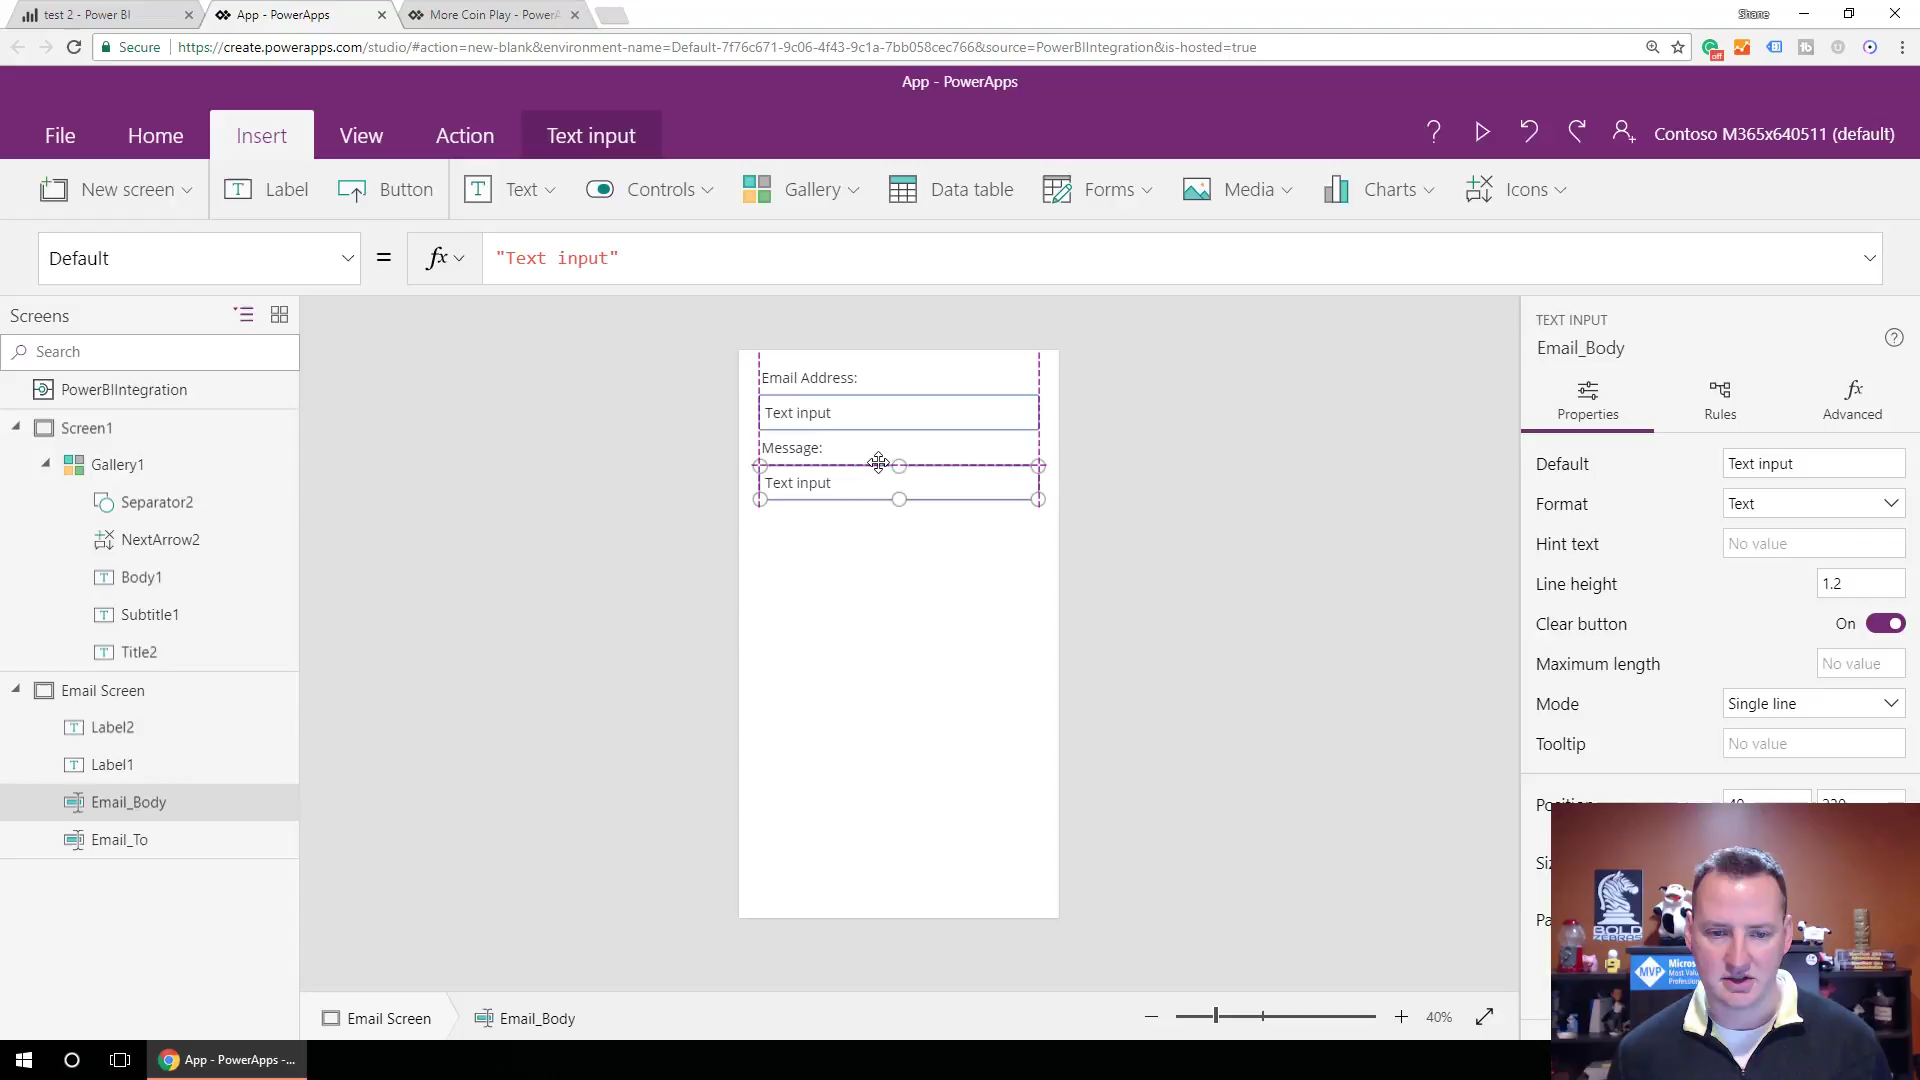 test 2 - Power BI
App - PowerApps
More Coin Play - PowerA
Shane
Secure
https://create.powerapps.com/studio/#action=new-blank&environment-name=Default-7f76c671-9c06-4f43-9c1a-7bb058cec766&source=PowerBIIntegration&is-hosted=true
off
App - PowerApps
File
Home
Insert
View
Action
Text input
Contoso M365x640511 (default)
New screen
Label
Button
Text
Controls
Gallery
Data table
Forms
Media
Charts
Icons
Default
=
fx
"Text input"
Screens
Search
PowerBIIntegration
Screen1
Gallery1
Separator2
NextArrow2
Body1
Subtitle1
Title2
Email Screen
Label2
Label1
Email_Body
Email_To
Email Address:
Text input
Message:
Text input
TEXT INPUT
Email_Body
Properties
Rules
fx
Advanced
Default
Text input
Format
Text
Hint text
No value
Line height
1.2
Clear button
On
Maximum length
No value
Mode
Single line
Tooltip
No value
BOLD
ZEBRAS
MVP
Email Screen
Email_Body
40%
App - PowerApps -...